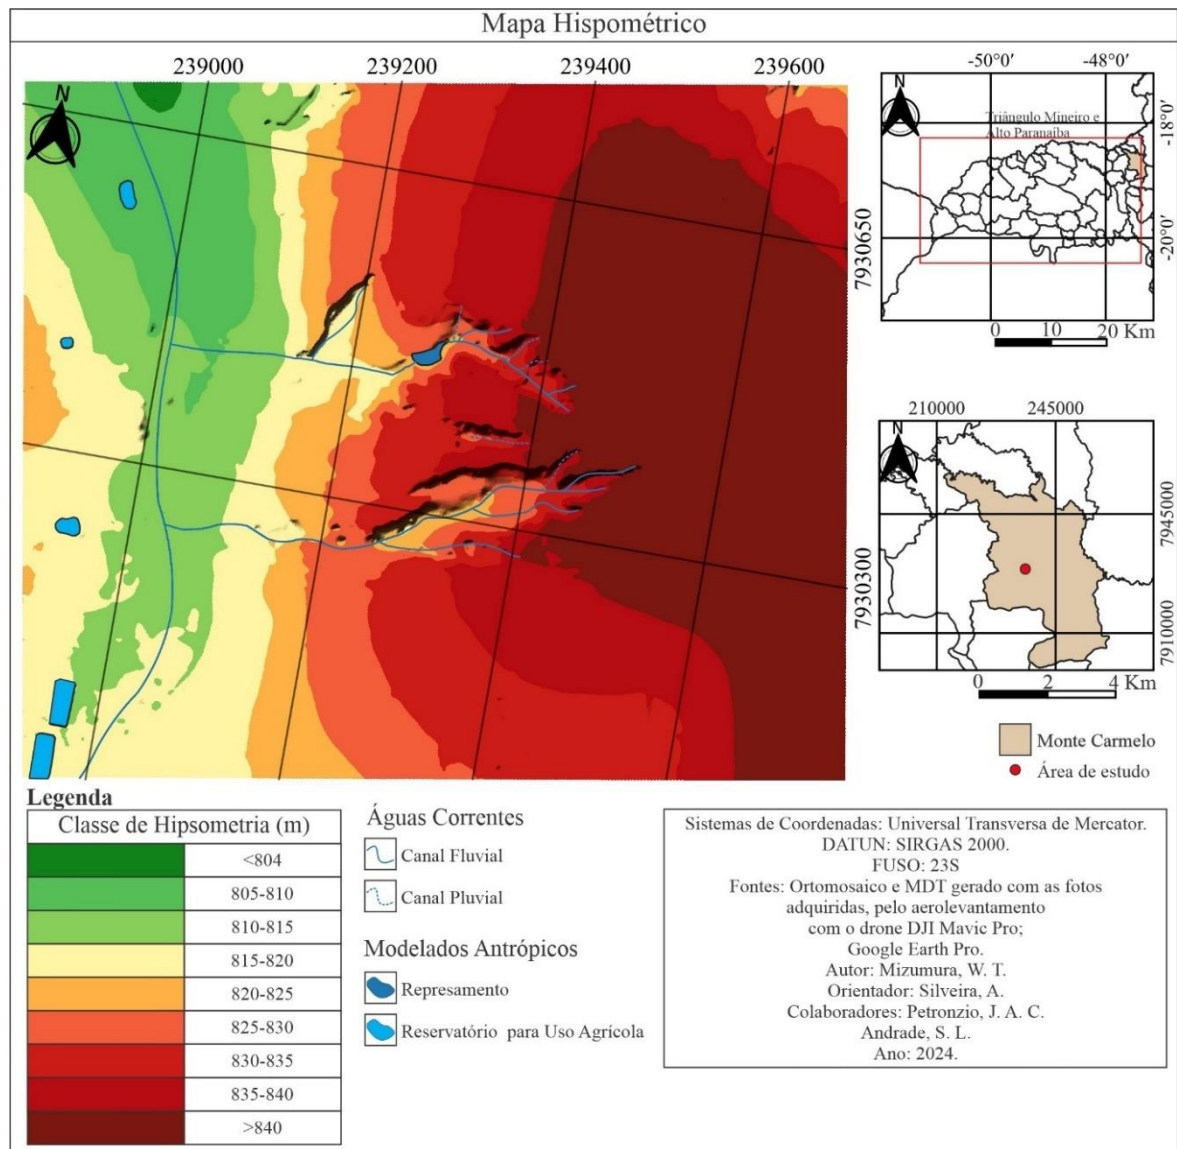 Mapa Hispométrico
239000
239200
239400
239600
N
7930650
7930300
-50°0'
-48°0'
-18°0'
-20°0'
N
Triângulo Mineiro e
Alto Paranaíba
0 10 20 Km
210000
245000
N
7945000
7910000
0 2 4 Km
Monte Carmelo
Área de estudo
Legenda
Classe de Hipsometria (m)
<804
805-810
810-815
815-820
820-825
825-830
830-835
835-840
>840
Águas Correntes
Canal Fluvial
Canal Pluvial
Modelados Antrópicos
Represamento
Reservatório para Uso Agrícola
Sistemas de Coordenadas: Universal Transversa de Mercator.
DATUN: SIRGAS 2000.
FUSO: 23S
Fontes: Ortomosaico e MDT gerado com as fotos
adquiridas, pelo aerolevantamento
com o drone DJI Mavic Pro;
Google Earth Pro.
Autor: Mizumura, W. T.
Orientador: Silveira, A.
Colaboradores: Petronzio, J. A. C.
Andrade, S. L.
Ano: 2024.